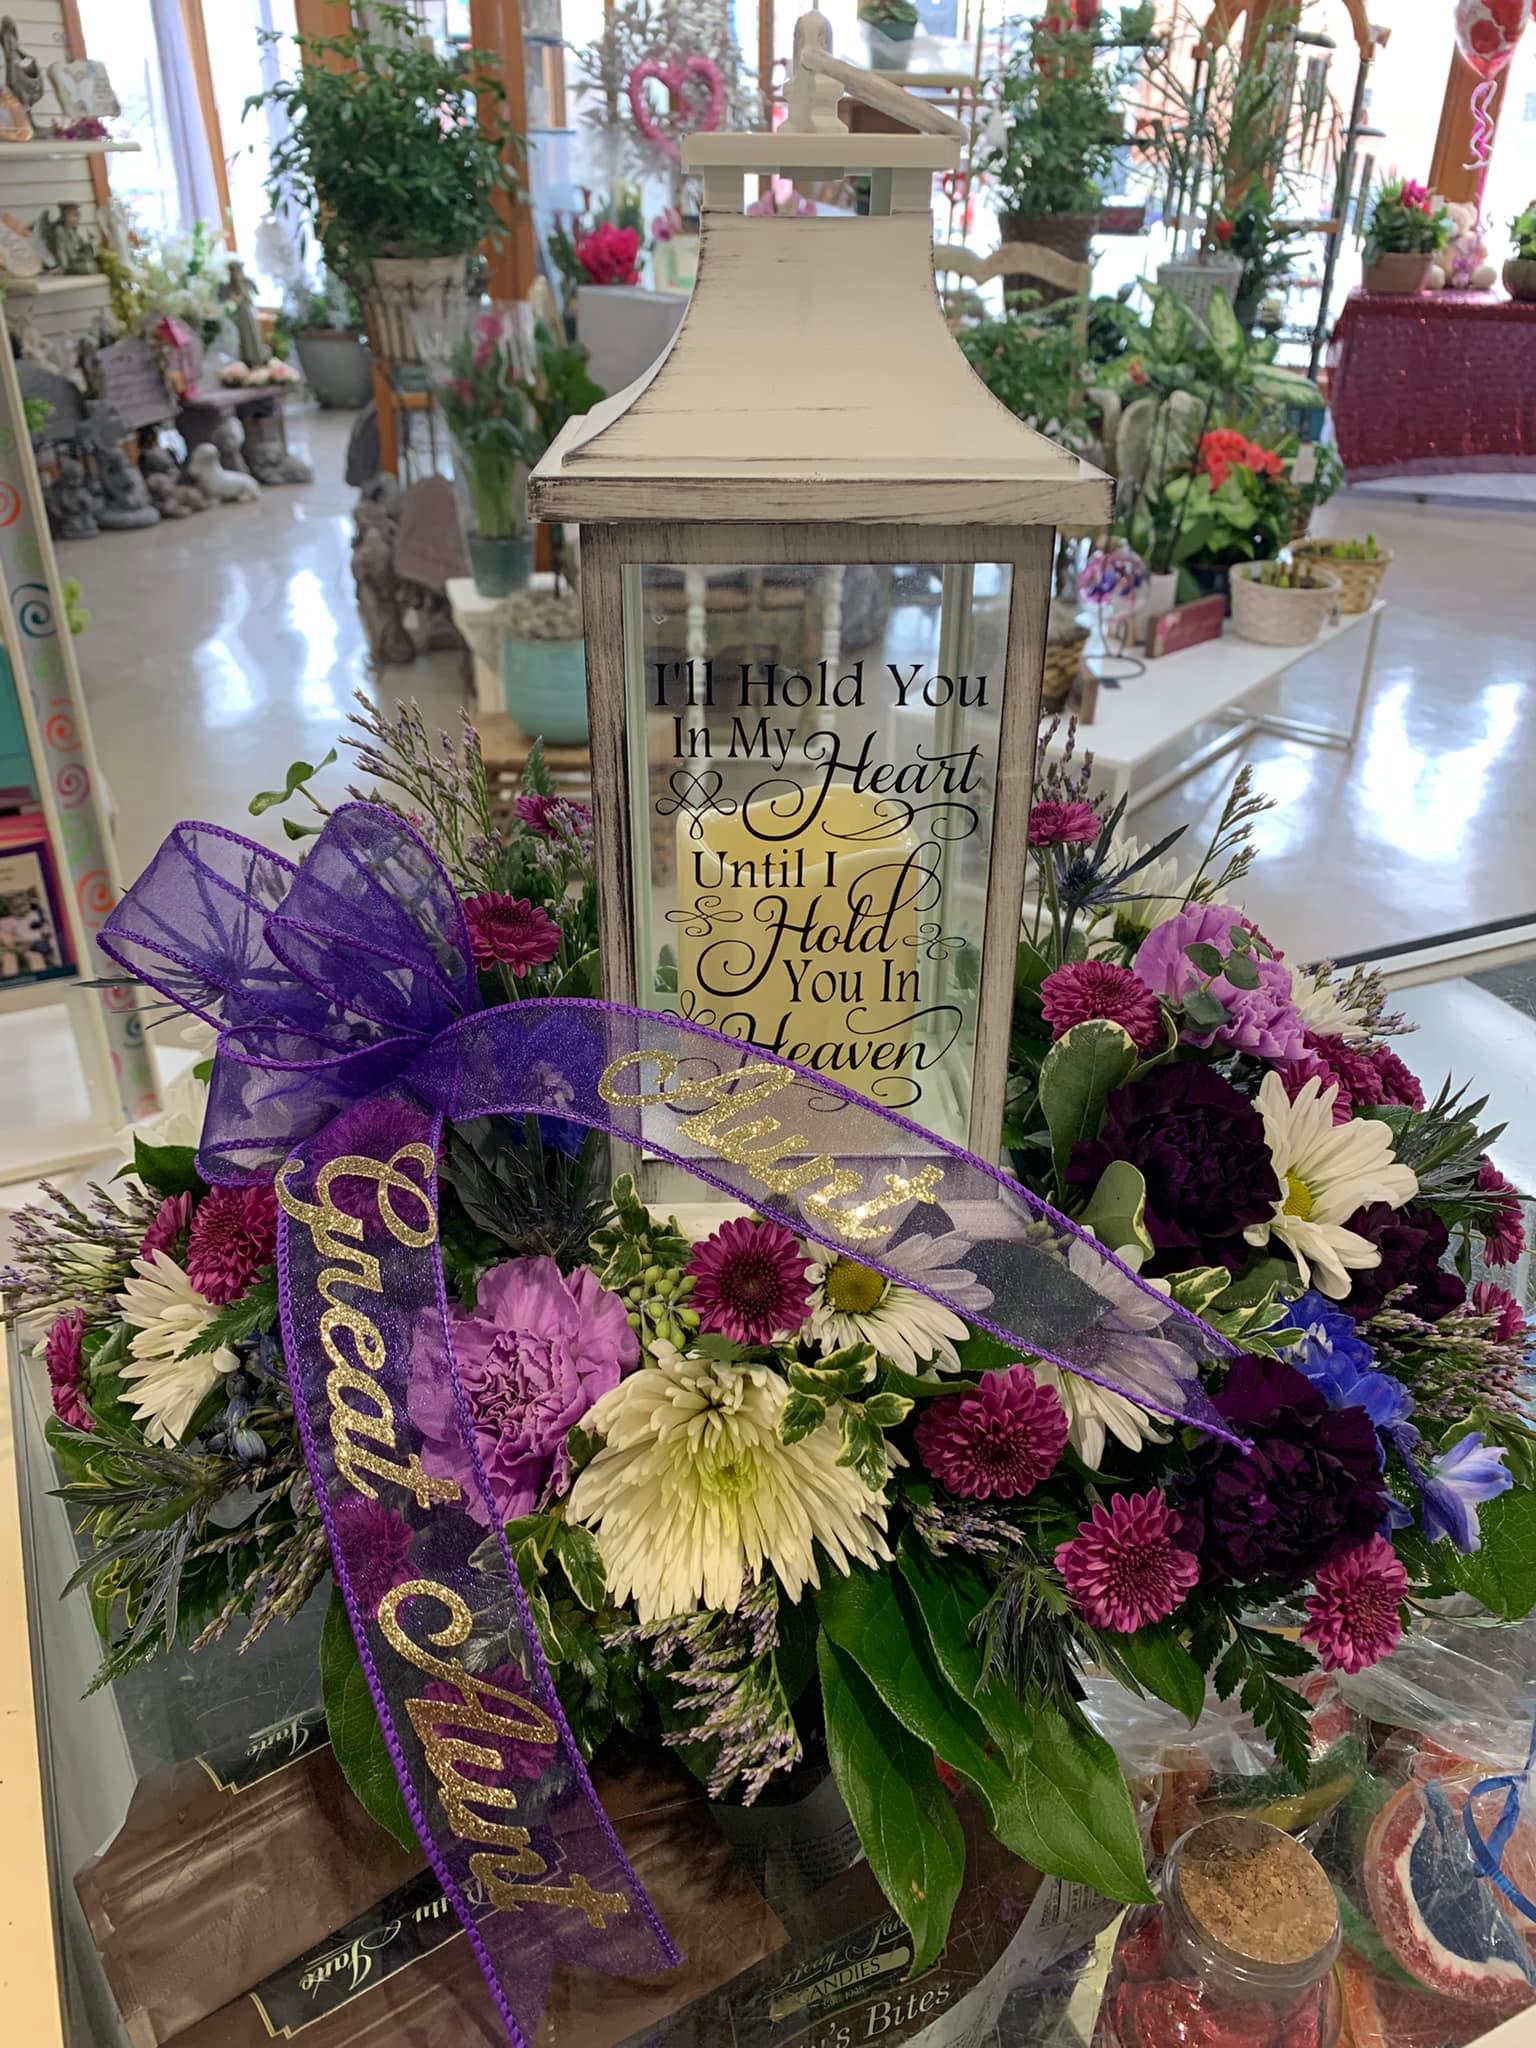 I'll Hold You
In My Heart
Until I
Hold
You In
Heaven
Aunt
Great Aunt
CANDIES
Bites